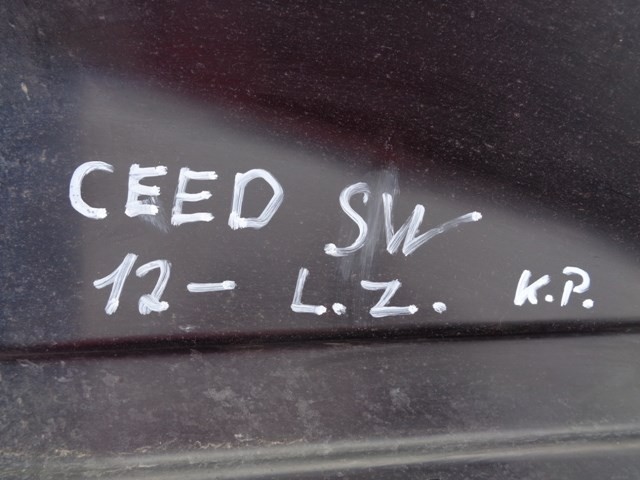 CEED SW
12- L.Z. K.P.